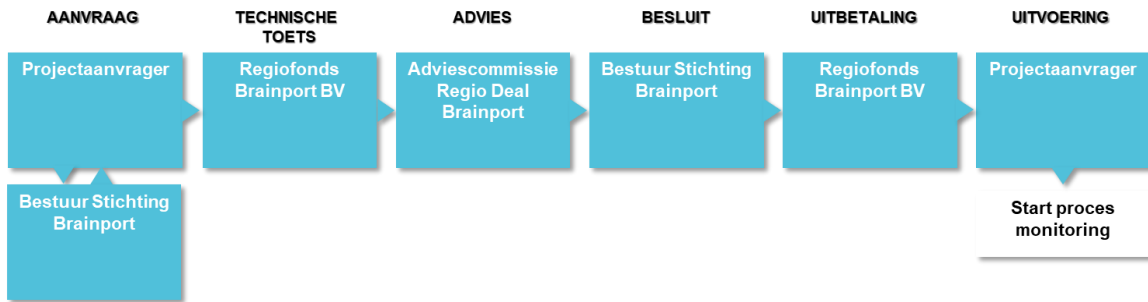 AANVRAAG
TECHNISCHE
TOETS
ADVIES
BESLUIT
UITBETALING
UITVOERING
Projectaanvrager
Regiofonds
Brainport BV
Adviescommissie
Regio Deal
Brainport
Bestuur Stichting
Brainport
Regiofonds
Brainport BV
Projectaanvrager
Bestuur Stichting
Brainport
Start proces
monitoring